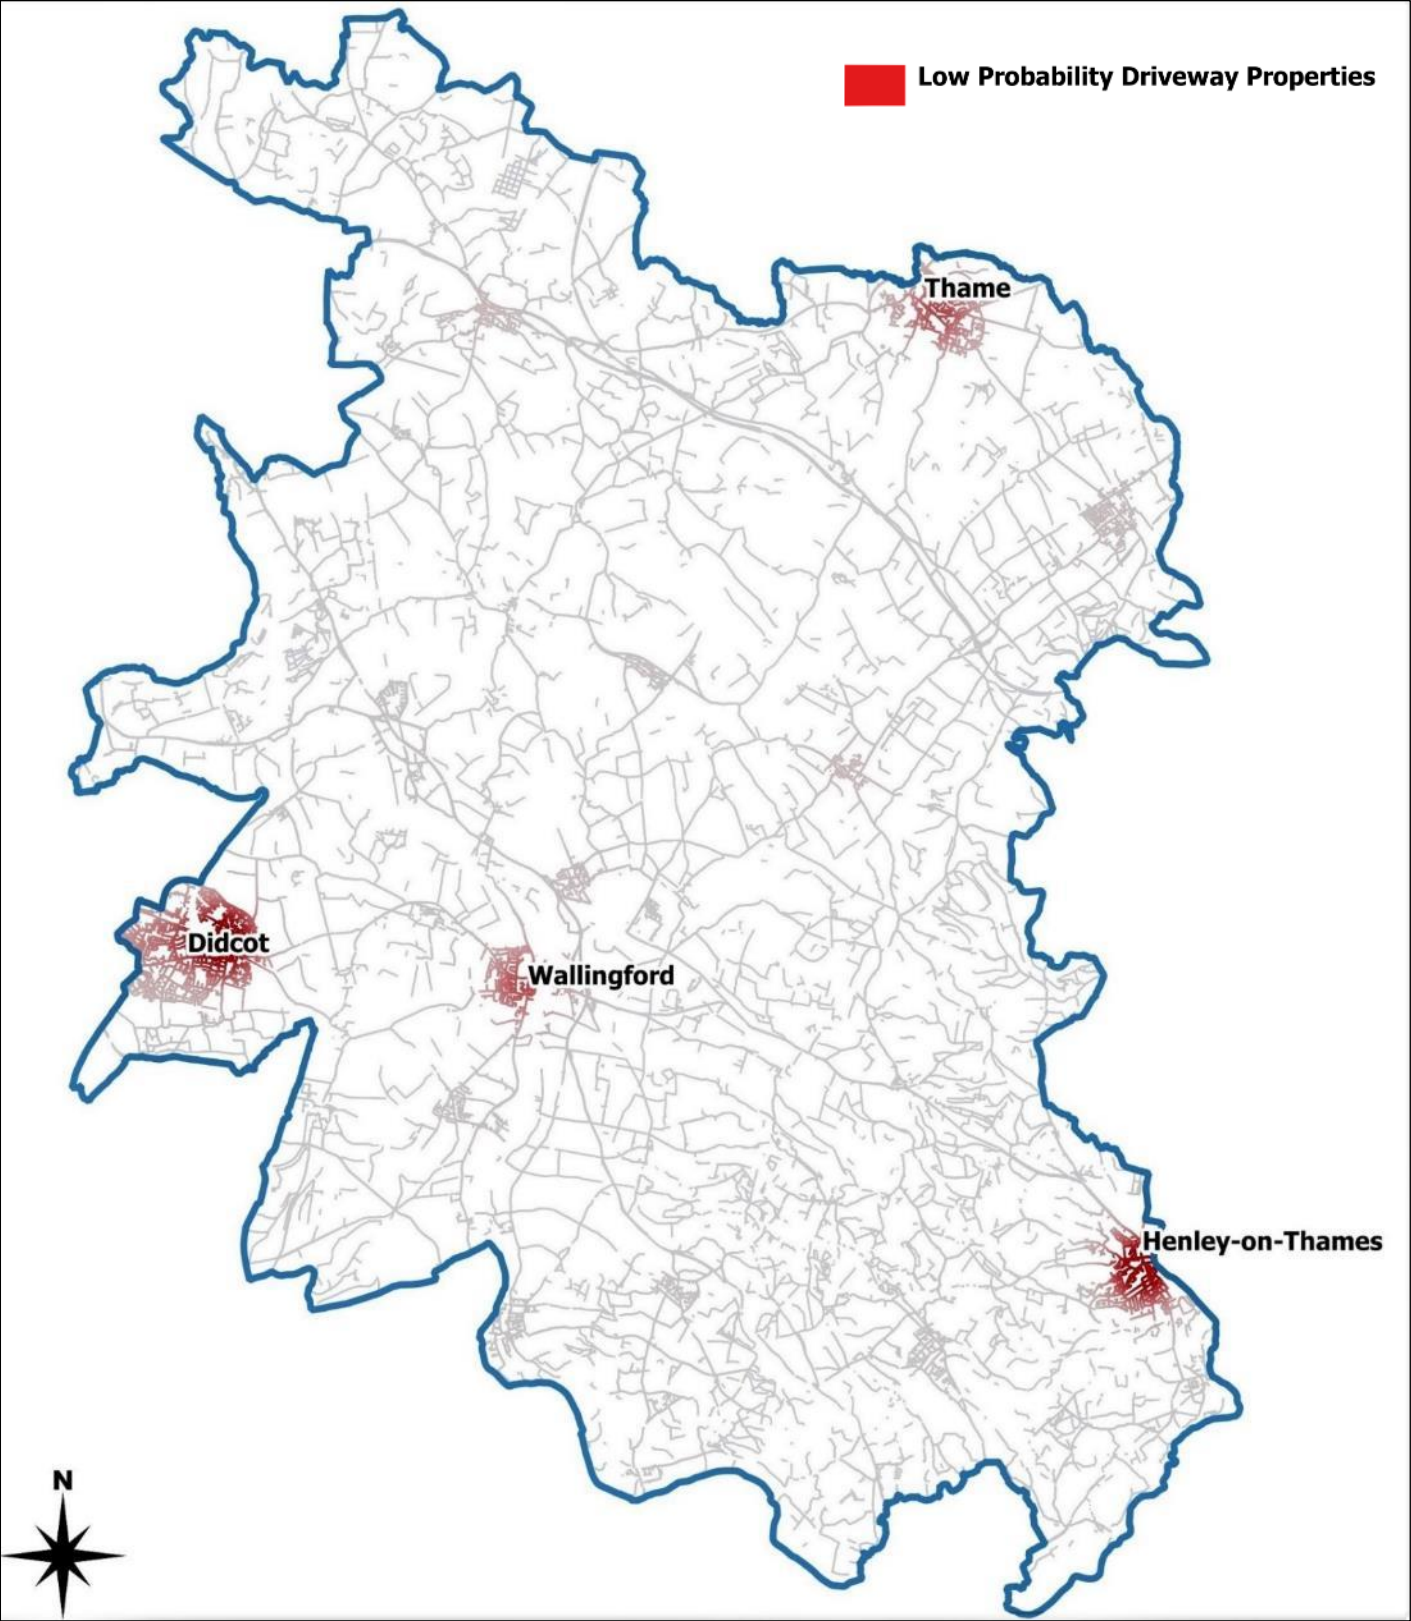 Low Probability Driveway Properties
Thame
Didcot
Wallingford
Henley-on-Thames
N